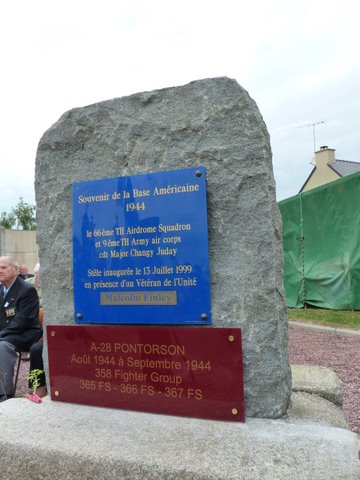 Souvenir de la Base Américaine
1944
le 66ème TH Airdrome Squadron
et 9ème TH Army air corps
cdt Major Changy Juday
Stèle inaugurée le 13 Juillet 1999
en présence d'un Vétéran de l'Unité
Malcolm Finley
A-28 PONTORSON
Août 1944 à Septembre 1944
358 Fighter Group
365 FS - 366 FS - 367 FS